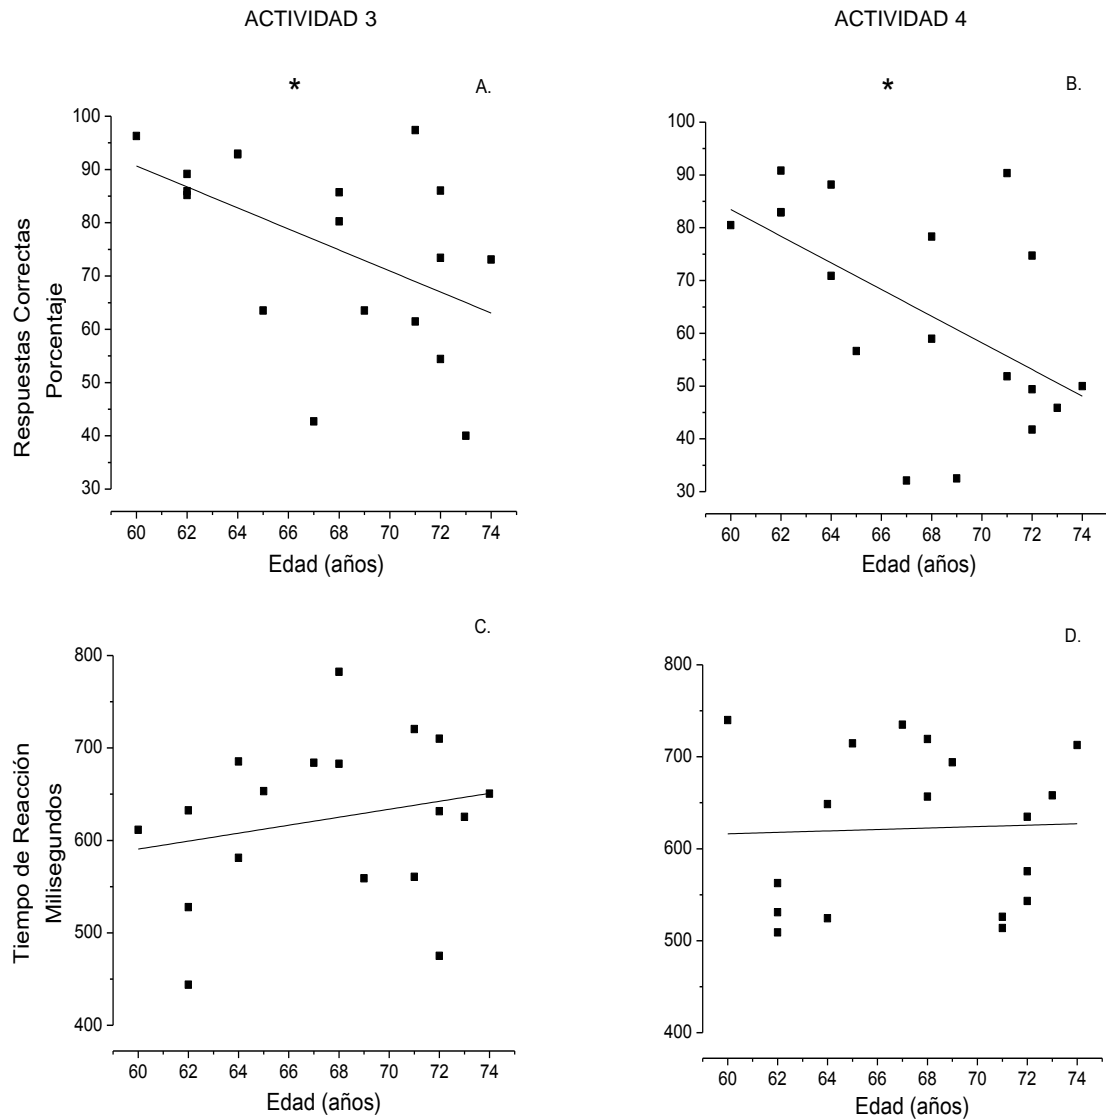 ACTIVIDAD 3
ACTIVIDAD 4
* A.
* B.
100
90
80
70
60
50
40
30
Respuestas Correctas
Porcentaje
60 62 64 66 68 70 72 74
Edad (años)
100
90
80
70
60
50
40
30
60 62 64 66 68 70 72 74
Edad (años)
C.
800
700
600
500
400
Tiempo de Reacción
Milisegundos
60 62 64 66 68 70 72 74
Edad (años)
D.
800
700
600
500
400
60 62 64 66 68 70 72 74
Edad (años)